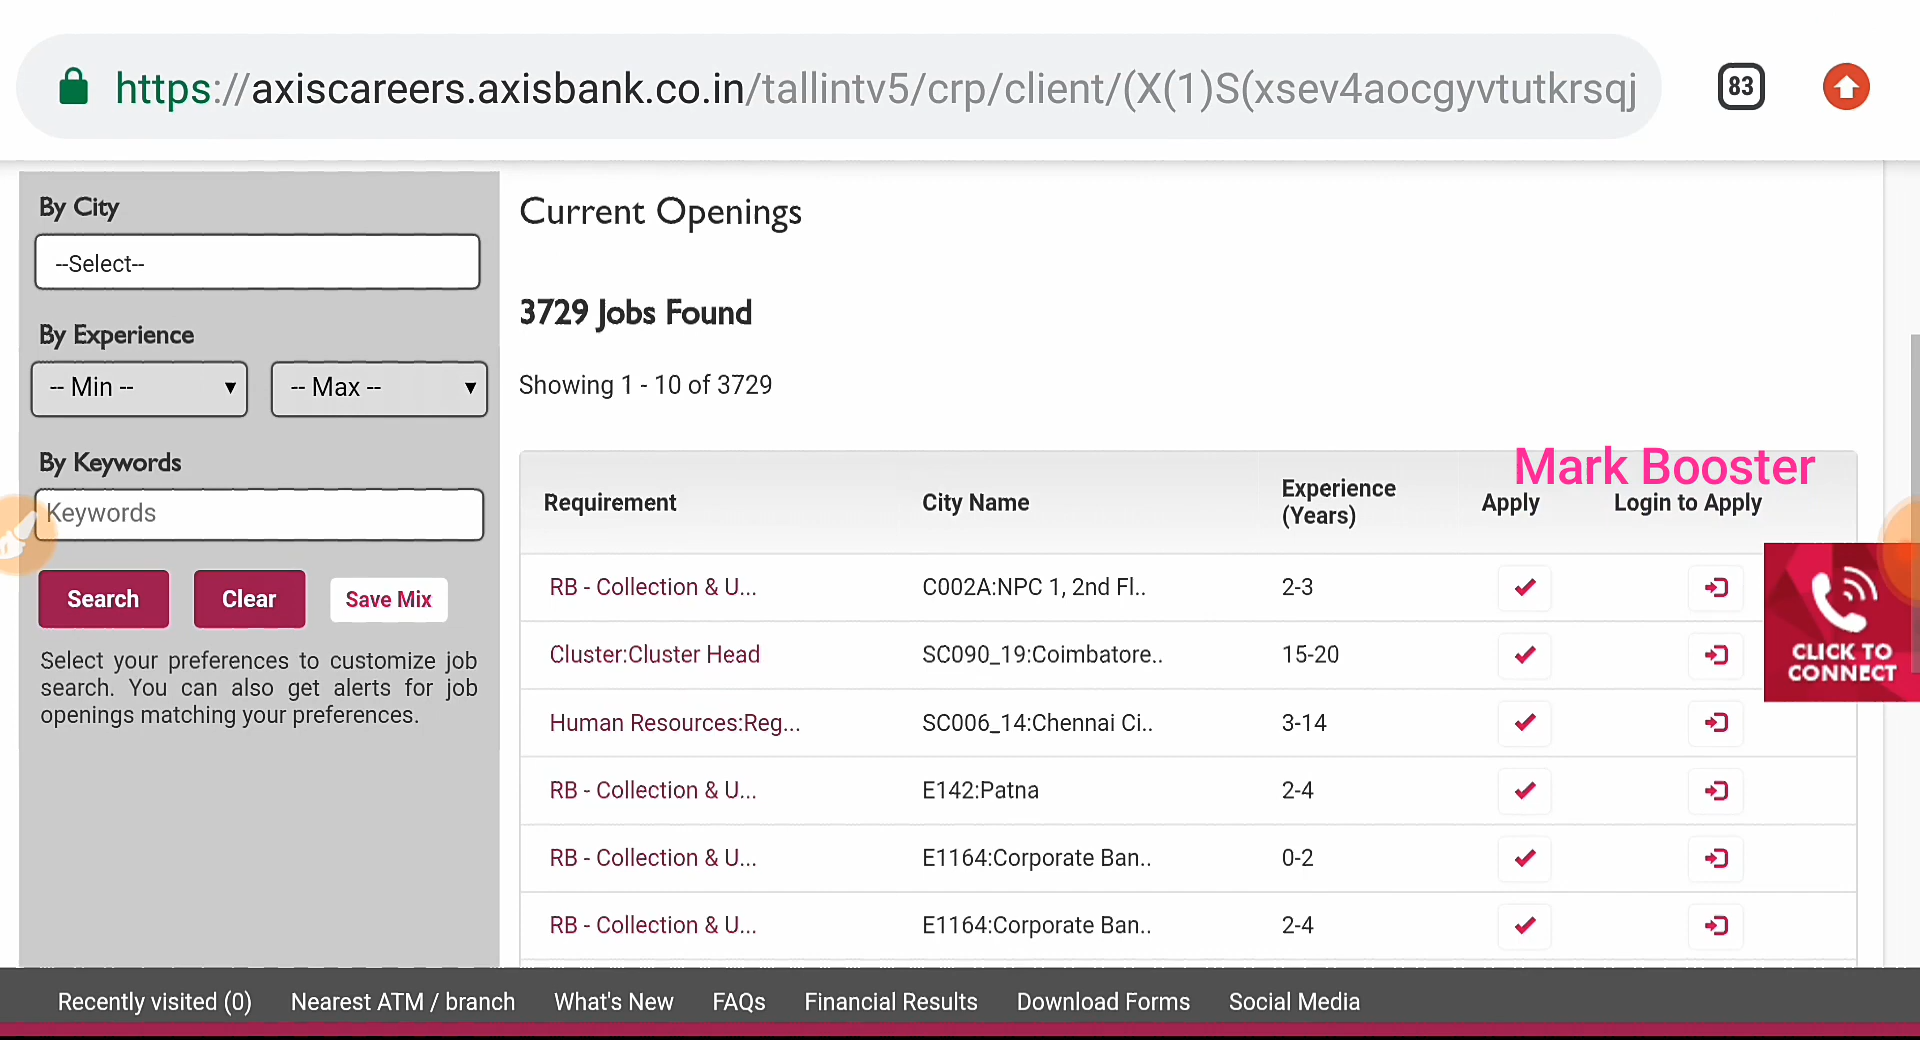 https://axiscareers.axisbank.co.in/tallintv5/crp/client/(X(1)S(xsev4aocgyvtutkrsqj
83
By City
--Select--
By Experience
-- Min --
-- Max --
By Keywords
Keywords
Search
Clear
Save Mix
Select your preferences to customize job
search. You can also get alerts for job
openings matching your preferences.
Current Openings
3729 Jobs Found
Showing 1 - 10 of 3729
Mark Booster
Requirement City Name Experience (Years) Apply Login to Apply
RB - Collection & U... C002A:NPC 1, 2nd Fl.. 2-3
Cluster:Cluster Head SC090_19:Coimbatore.. 15-20
Human Resources:Reg... SC006_14:Chennai Ci.. 3-14
RB - Collection & U... E142:Patna 2-4
RB - Collection & U... E1164:Corporate Ban.. 0-2
RB - Collection & U... E1164:Corporate Ban.. 2-4
CLICK TO
CONNECT
Recently visited (0) Nearest ATM / branch What's New FAQs Financial Results Download Forms Social Media